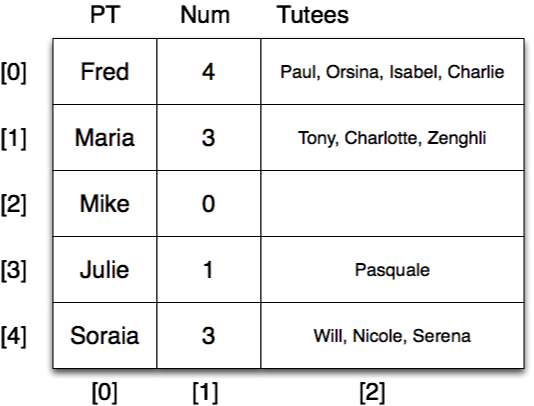 PT Num Tutees
[0] Fred 4 Paul, Orsina, Isabel, Charlie
[1] Maria 3 Tony, Charlotte, Zenghli
[2] Mike 0
[3] Julie 1 Pasquale
[4] Soraia 3 Will, Nicole, Serena
[0] [1] [2]